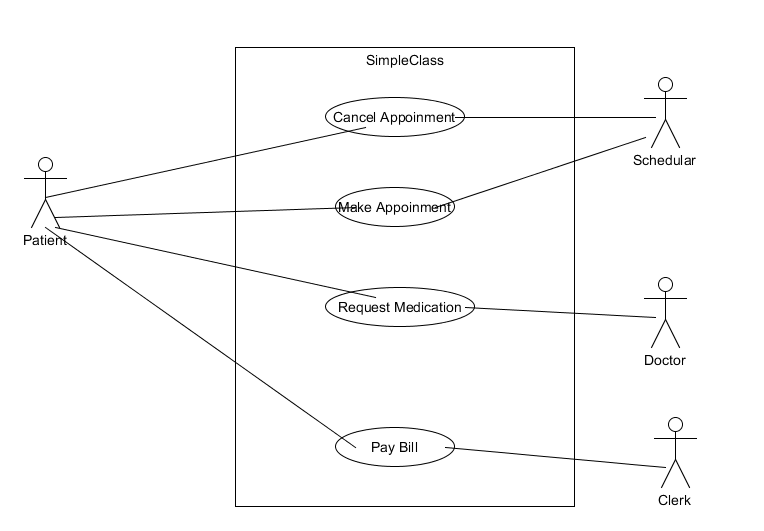 SimpleClass
Cancel Appoinment
Schedular
Make Appoinment
Patient
Request Medication
Doctor
Pay Bill
Clerk